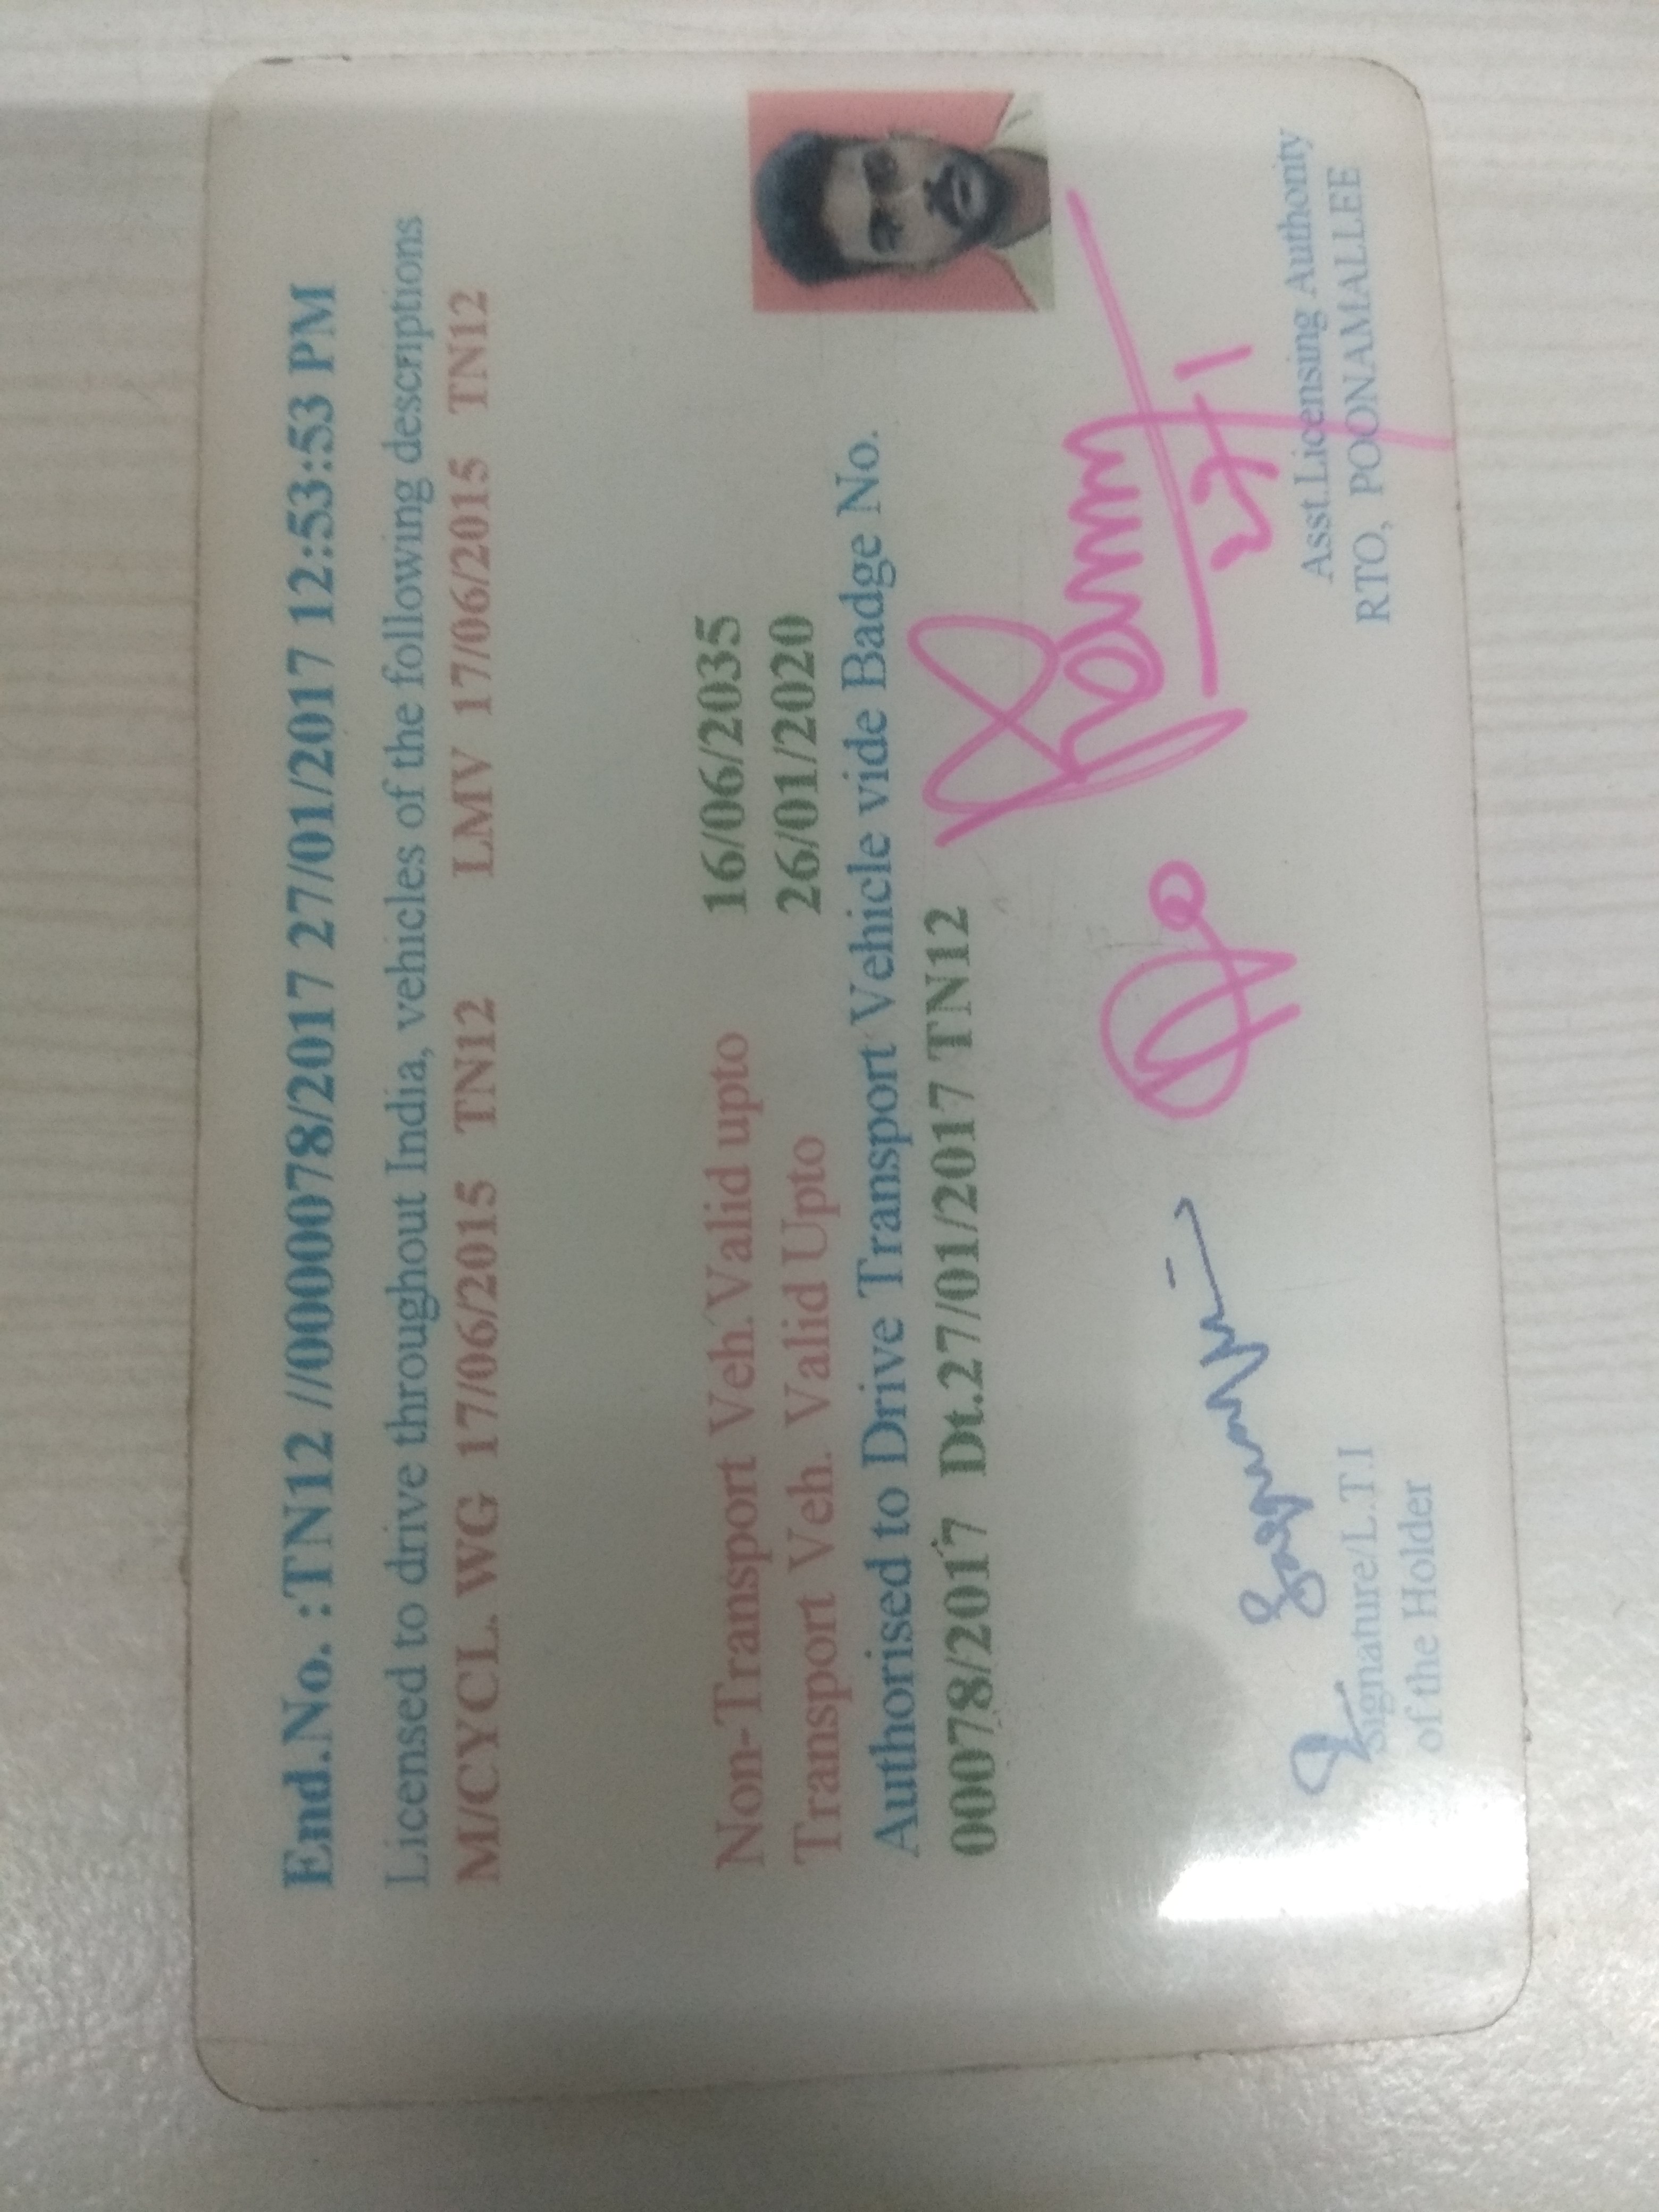 End.No. :TN12 //0000078/2017 27/01/2017 12:53:53 PM
Licensed to drive throughout India, vehicles of the following descriptions
M/CYCL. WG 17/06/2015 TN12 LMV 17/06/2015 TN12
Non-Transport Veh.Valid upto 16/06/2035
Transport Veh. Valid Upto 26/01/2020
Authorised to Drive Transport Vehicle vide Badge No.
00078/2017 Dt.27/01/2017 TN12
Signature/L.T.I
of the Holder
Asst.Licensing Authority
RTO, POONAMALLEE